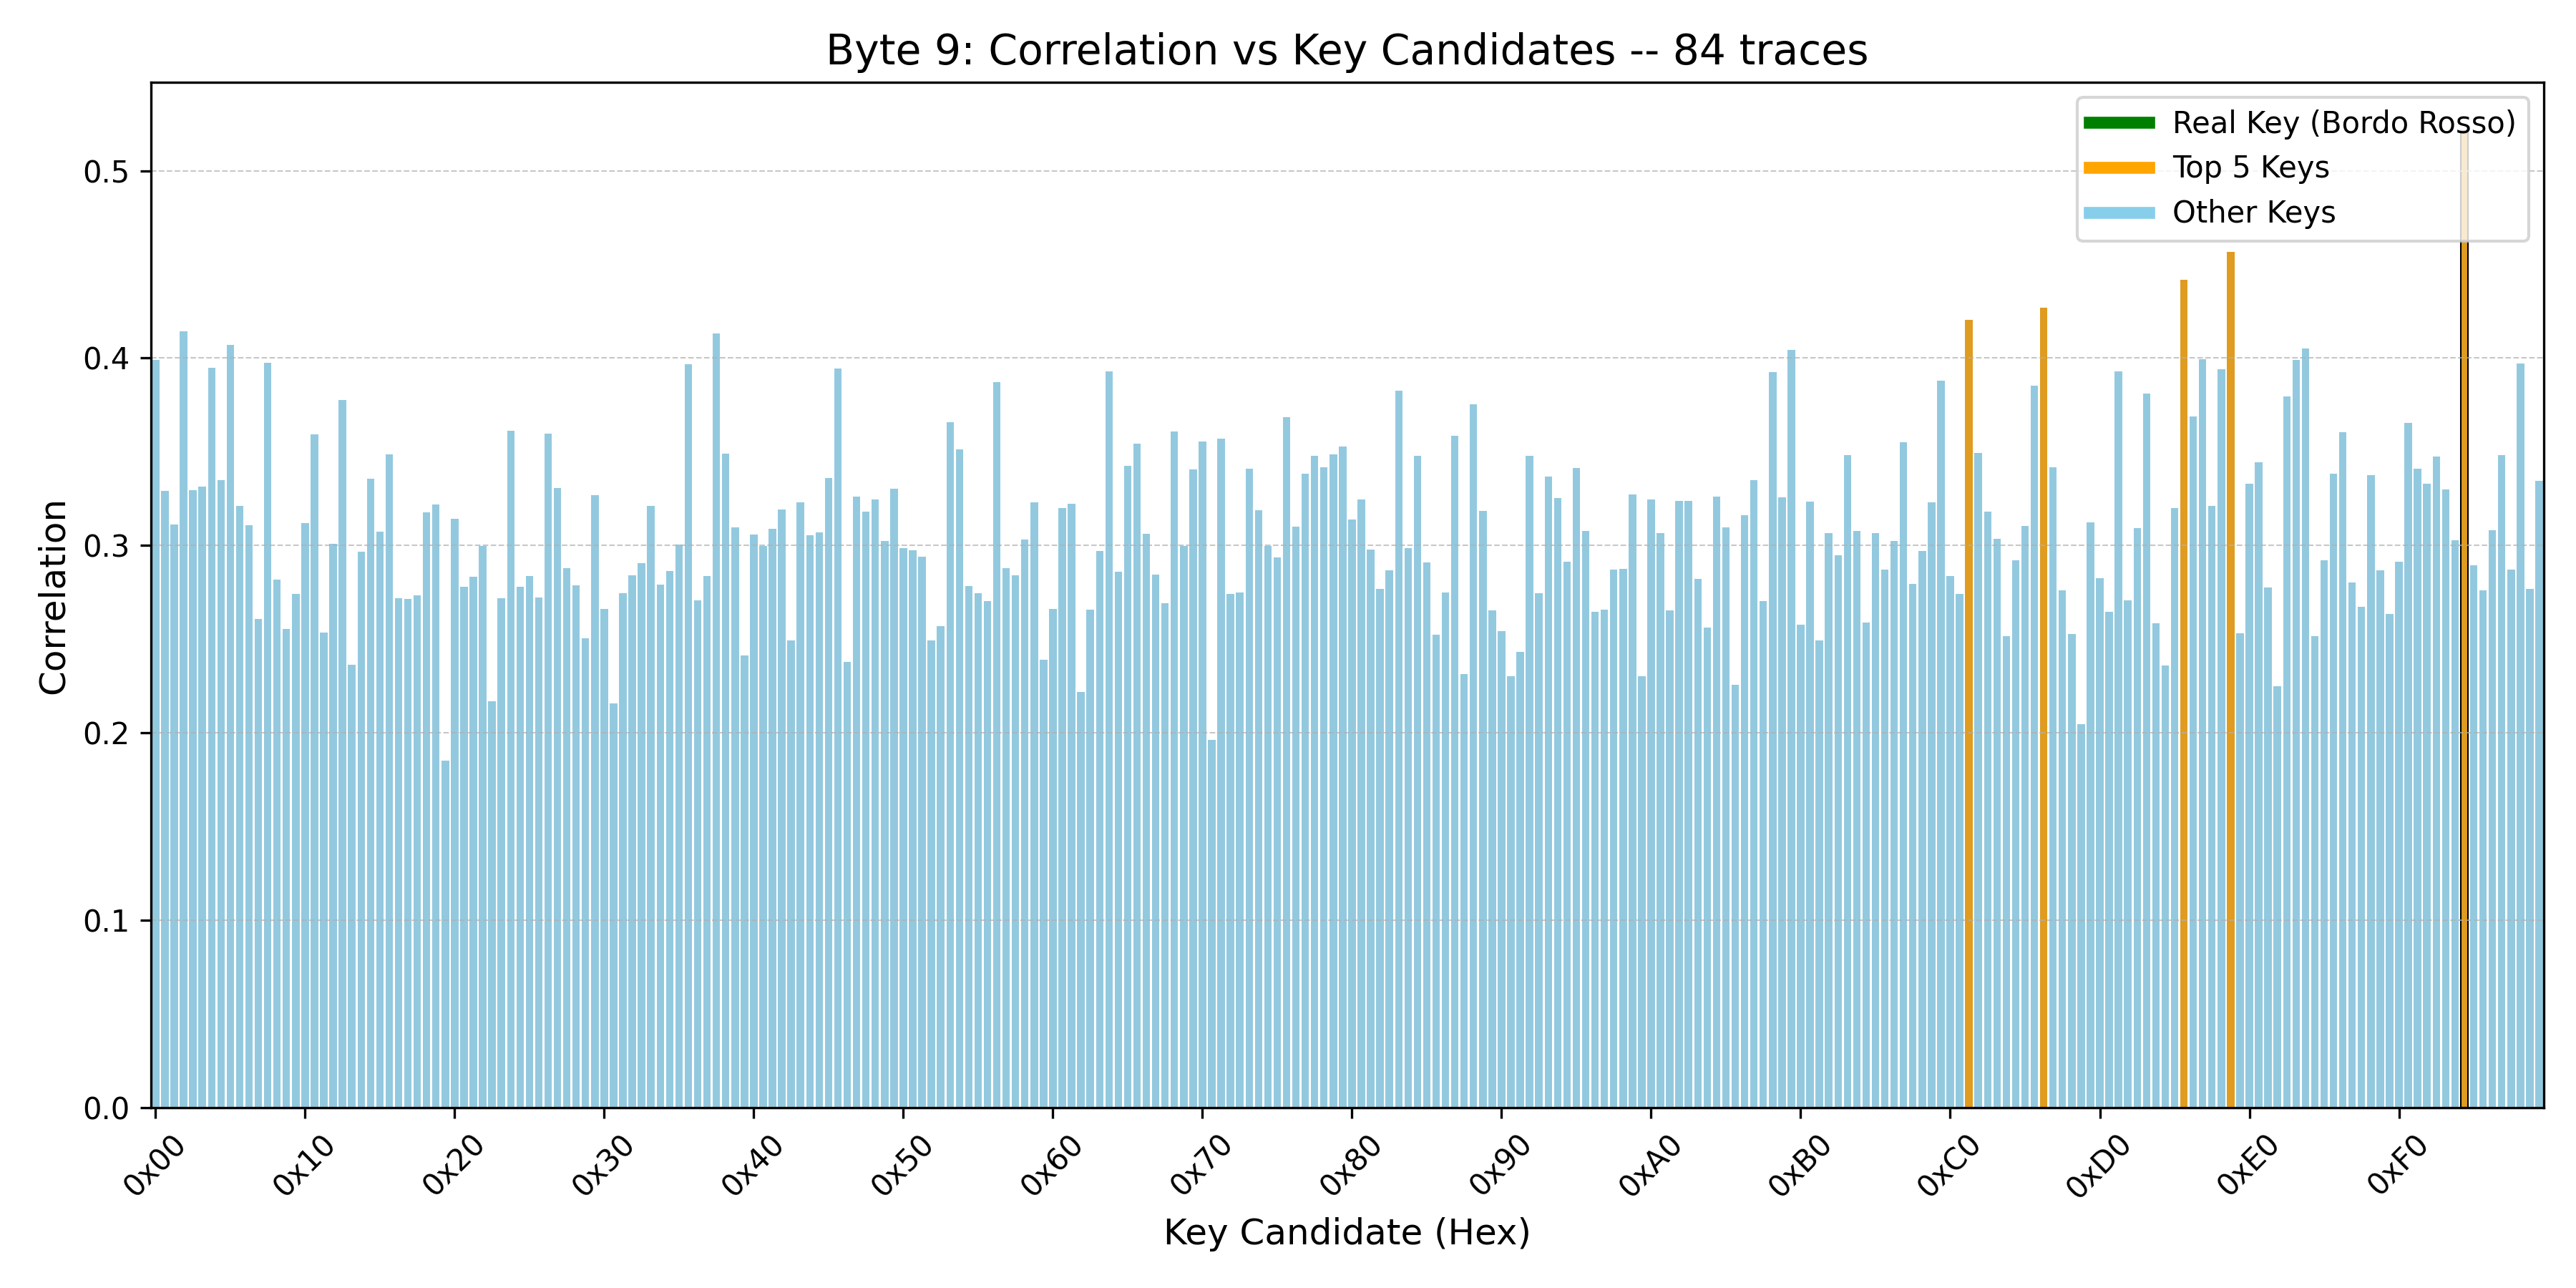 Byte 9: Correlation vs Key Candidates -- 84 traces
Real Key (Bordo Rosso)
Top 5 Keys
Other Keys
Correlation
0.5
0.4
0.3
0.2
0.1
0.0
0x00 0x10 0x20 0x30 0x40 0x50 0x60 0x70 0x80 0x90 0xA0 0xB0 0xC0 0xD0 0xE0 0xF0
Key Candidate (Hex)